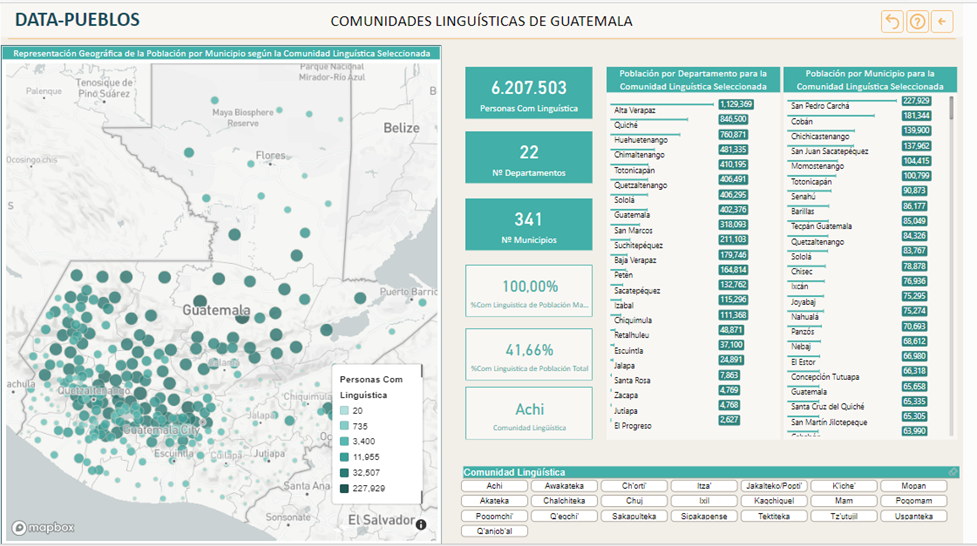 DATA-PUEBLOS
COMUNIDADES LINGUÍSTICAS DE GUATEMALA
Representación Geográfica de la Población por Municipio según la Comunidad Linguística Seleccionada
Parque Nacional
Mirador-Río Azul
Palenque
Tenosique de
Pino Suárez
Maya Biosphere
Reserve
Belize
Ocosingo.chis
Flores
Puerto Barrios
Guatemala
Quetzaltenango
Guatemala City
Chiquimula
Jalapa
Escuintla
Cuilapa
Jutiapa
Santa Ana
Sonsonate
El Salvador
mapbox
Personas Com
Linguistica
20
735
3,400
11,955
32,507
227,929
6.207.503
Personas Com Linguistica
22
Nº Departamentos
341
Nº Municipios
100,00%
%Com Linguistica de Población Ma...
41,66%
%Com Linguistica de Población Total
Achi
Comunidad Lingüística
Población por Departamento para la
Comunidad Linguística Seleccionada
Alta Verapaz 1,129,369
Quiché 846,500
Huehuetenango 760,871
Chimaltenango 481,335
Totonicapán 410,195
Quetzaltenango 406,491
Sololá 406,295
Guatemala 402,376
San Marcos 318,093
Suchitepéquez 211,103
Baja Verapaz 179,746
Petén 164,814
Sacatepéquez 132,762
Izabal 115,296
Chiquimula 111,368
Retalhuleu 48,871
Escuintla 37,100
Jalapa 24,891
Santa Rosa 7,863
Zacapa 4,769
Jutiapa 4,768
El Progreso 2,627
Población por Municipio para la
Comunidad Linguística Seleccionada
San Pedro Carchá 227,929
Cobán 181,344
Chichicastenango 139,900
San Juan Sacatepéquez 137,962
Momostenango 104,415
Totonicapán 100,799
Senahú 90,873
Barillas 86,177
Tecpán Guatemala 85,049
Quetzaltenango 84,326
Sololá 83,767
Chisec 78,878
Ixcán 76,936
Joyabaj 75,295
Nahualá 75,274
Panzós 70,693
Nebaj 68,612
El Estor 66,980
Concepción Tutuapa 66,318
Guatemala 65,658
Santa Cruz del Quiché 65,335
San Martín Jilotepeque 65,305
63,990
Comunidad Lingüística
Achi Awakateka Ch'orti' Itza' Jakalteko/Popti' K'iche' Mopan
Akateka Chalchiteka Chuj Ixil Kaqchiquel Mam Poqomam
Poqomchi' Q'eqchi' Sakapulteka Sipakapense Tektiteka Tz'utujil Uspanteka
Q'anjob'al